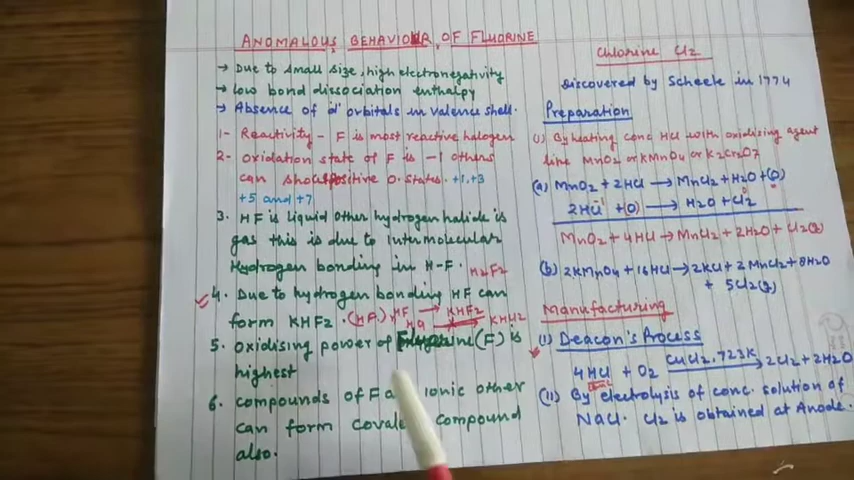 ANOMALOUS BEHAVIOUR OF FLUORINE
→ Due to small size, high electronegativity
→ low bond dissociation enthalpy
→ Absence of 'd' orbitals in valence shell.
1- Reactivity - F is most reactive halogen
2- Oxidation state of F is -1 others
can show positive O.States. +1,+3
+5 and +7
3. HF is liquid other hydrogen halide is
gas this is due to intermolecular
Hydrogen bonding in H-F. H2F2
4. Due to hydrogen bonding HF can
form KHF2.
5. Oxidising power of (F) is
highest
6. compounds of F ionic other
can form compound
also.
Chlorine Cl2
discovered by Scheele in 1774
Preparation
(i) By heating conc HCl with oxidising agent
like MnO2 or KMnO4 or K2Cr2O7
(a) MnO2 + 2HCl → MnCl2 + H2O + (O)
2HCl + (O) → H2O + Cl2
MnO2 + 4HCl → MnCl2 + 2H2O + Cl2(g)
(b) 2KMnO4 + 16HCl → 2KCl + 2MnCl2 + 8H2O
+ 5Cl2(g)
Manufacturing
(i) Deacon's Process
4HCl + O2 CuCl2, 723K → 2Cl2 + 2H2O
(ii) By electrolysis of conc. solution of
NaCl. Cl2 is obtained at Anode.